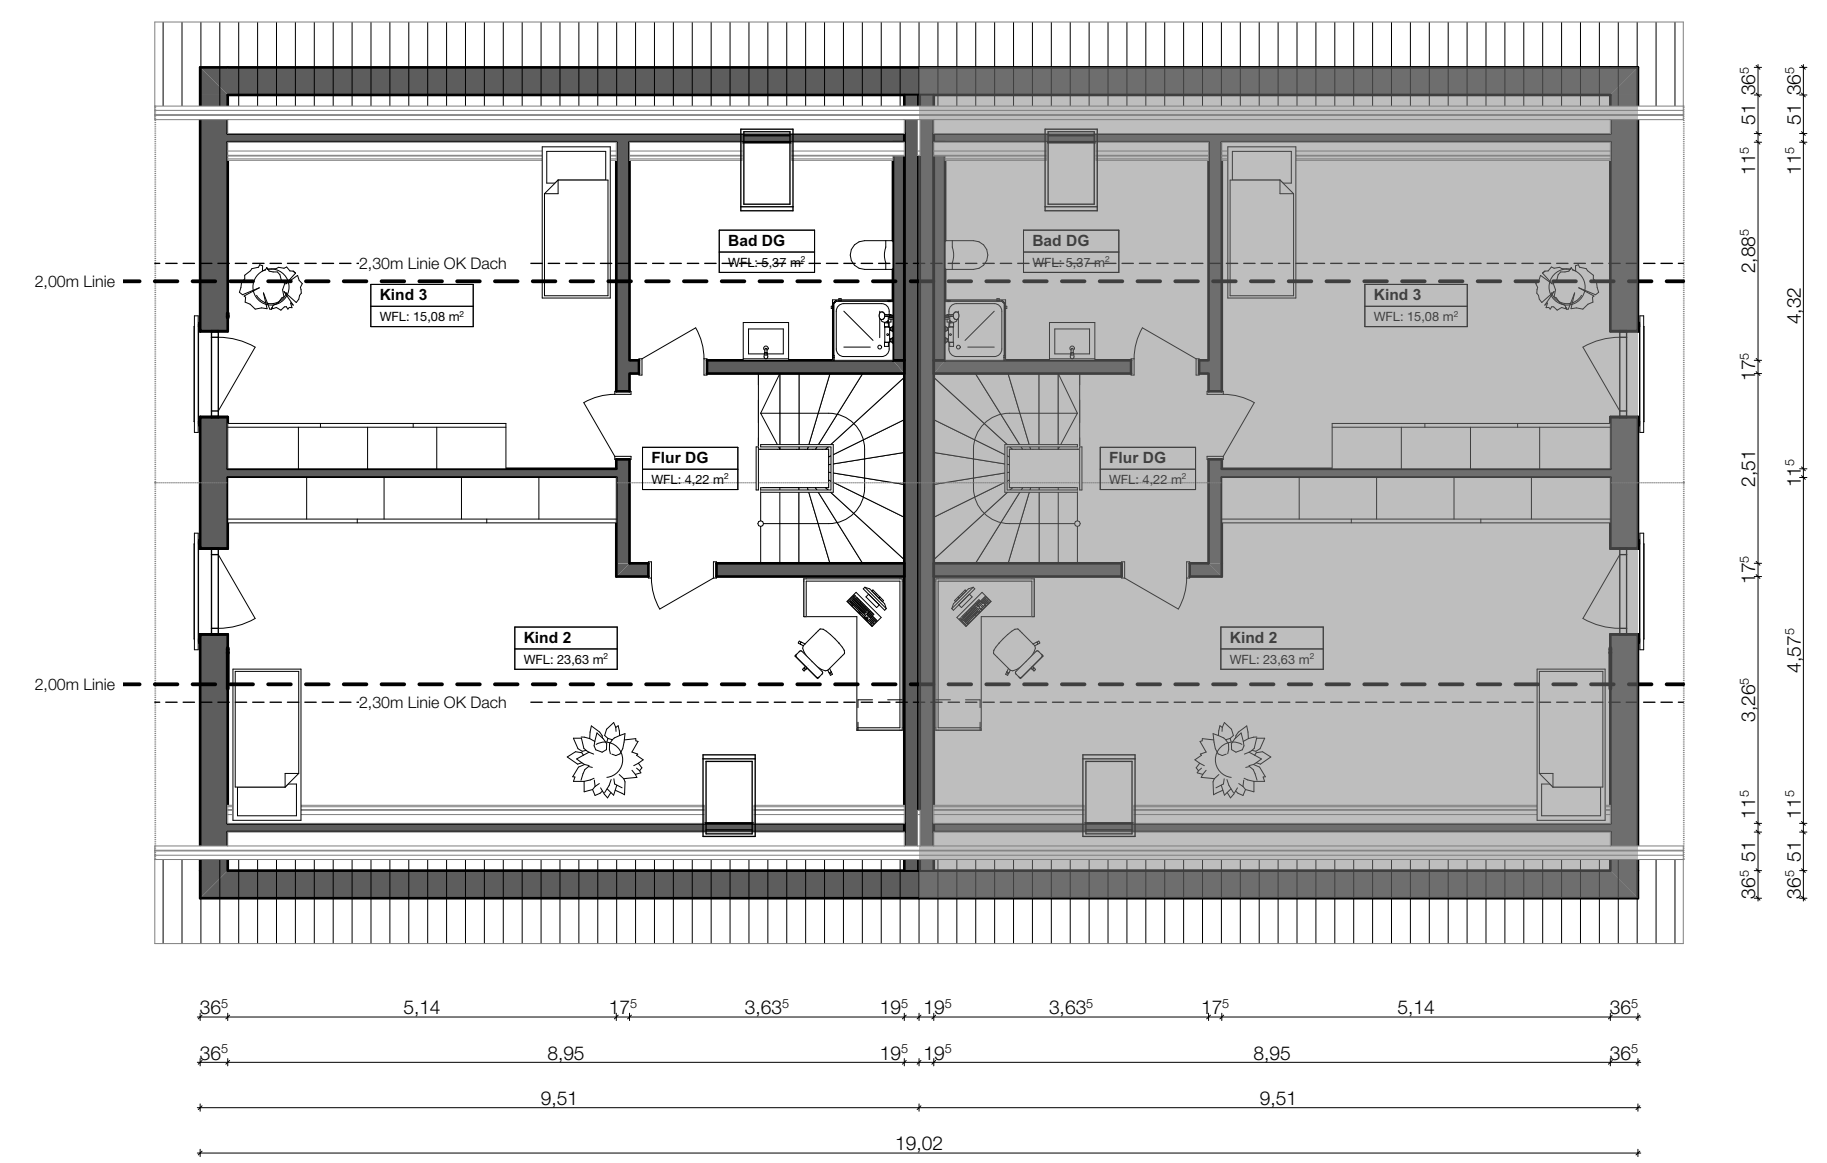 Bad DG
WFL: 5,37 m²
Bad DG
WFL: 5,37 m²
2,30m Linie OK Dach
2,00m Linie
Kind 3
WFL: 15,08 m²
Kind 3
WFL: 15,08 m²
Flur DG
WFL: 4,22 m²
Flur DG
WFL: 4,22 m²
Kind 2
WFL: 23,63 m²
Kind 2
WFL: 23,63 m²
2,00m Linie
2,30m Linie OK Dach
36⁵
51
11⁵
2,88⁵
17⁵
2,51
17⁵
3,26⁵
11⁵
51
36⁵
36⁵
51
11⁵
4,32
11⁵
4,57⁵
11⁵
51
36⁵
36⁵ 5,14 17⁵ 3,63⁵ 19⁵ 19⁵ 3,63⁵ 17⁵ 5,14 36⁵
36⁵ 8,95 19⁵ 19⁵ 8,95 36⁵
9,51 9,51
19,02